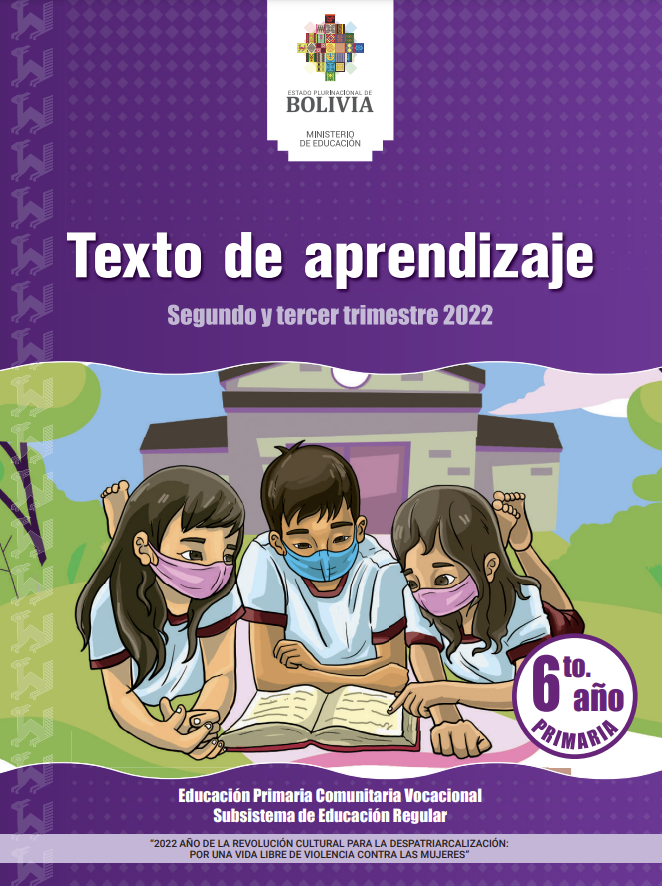 ESTADO PLURINACIONAL DE
BOLIVIA
MINISTERIO
DE EDUCACIÓN
Texto de aprendizaje
Segundo y tercer trimestre 2022
6to.
año
PRIMARIA
Educación Primaria Comunitaria Vocacional
Subsistema de Educación Regular
"2022 AÑO DE LA REVOLUCIÓN CULTURAL PARA LA DESPATRIARCALIZACIÓN:
POR UNA VIDA LIBRE DE VIOLENCIA CONTRA LAS MUJERES"